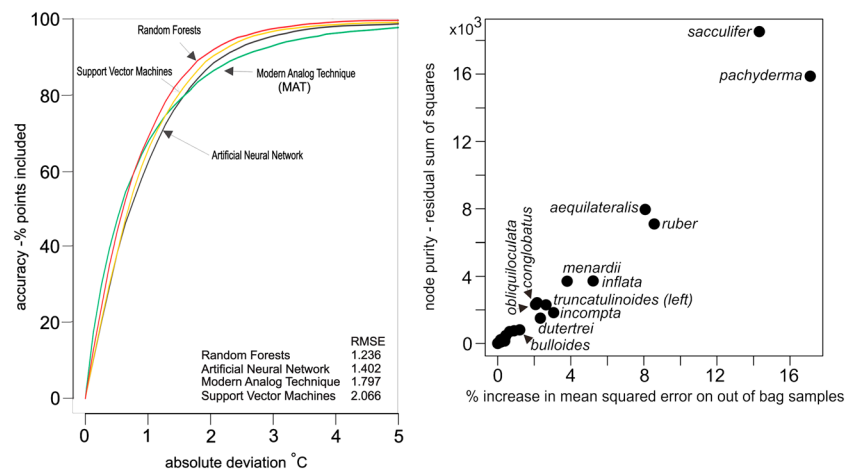 accuracy -% points included
80
60
40
20
0
Random Forests
Support Vector Machines
Modern Analog Technique
(MAT)
Artificial Neural Network
RMSE
Random Forests 1.236
Artificial Neural Network 1.402
Modern Analog Technique 1.797
Support Vector Machines 2.066
0 1 2 3 4 5
absolute deviation °C
node purity - residual sum of squares
x10³
16
12
8
4
0
sacculifer
pachyderma
aequilateralis
ruber
obliquiloculata
conglobatus
menardii
inflata
truncatulinoides (left)
incompta
dutertrei
bulloides
0 4 8 12 16
% increase in mean squared error on out of bag samples